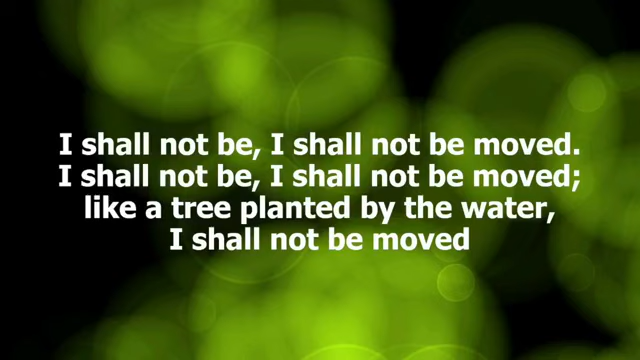 I shall not be, I shall not be moved.
I shall not be, I shall not be moved;
like a tree planted by the water,
I shall not be moved